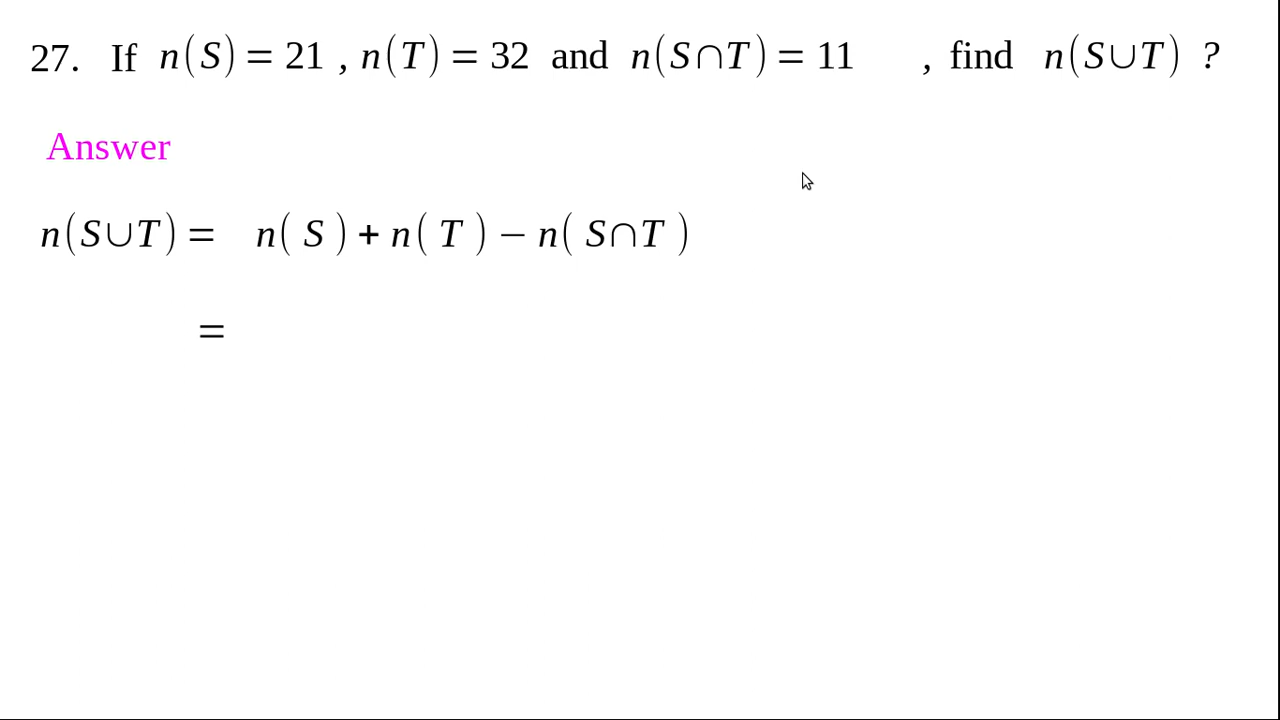 27. If n(S) = 21 , n(T) = 32 and n(S∩T) = 11 , find n(S∪T) ?
Answer
n(S∪T) = n( S ) + n( T ) − n( S∩T )
=